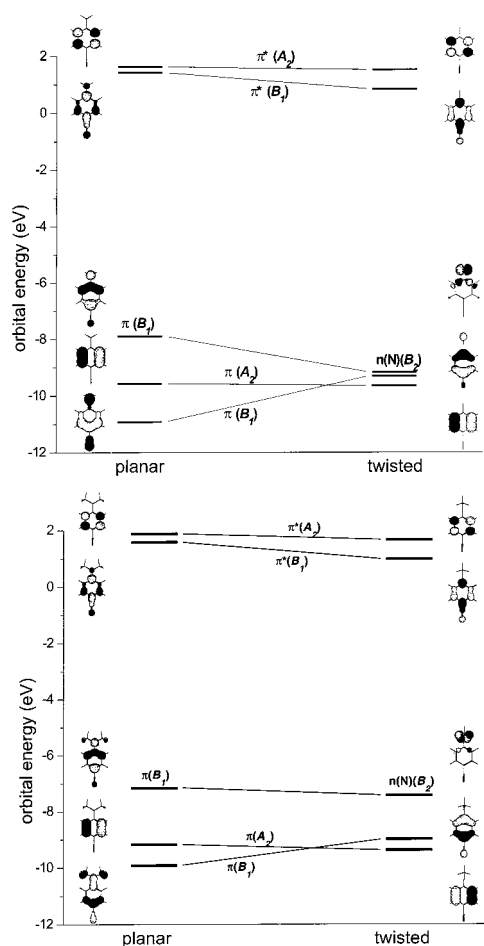 2
π* (A₂)
π* (B₁)
0
-2
-4
orbital energy (eV)
-6
-8
π (B₁)
n(N)(B₂)
π (A₂)
-10
π (B₁)
-12
planar
twisted
2
π*(A₂)
π*(B₁)
0
-2
-4
orbital energy (eV)
-6
π(B₁)
n(N)(B₂)
-8
π(A₂)
-10
π(B₁)
-12
planar
twisted